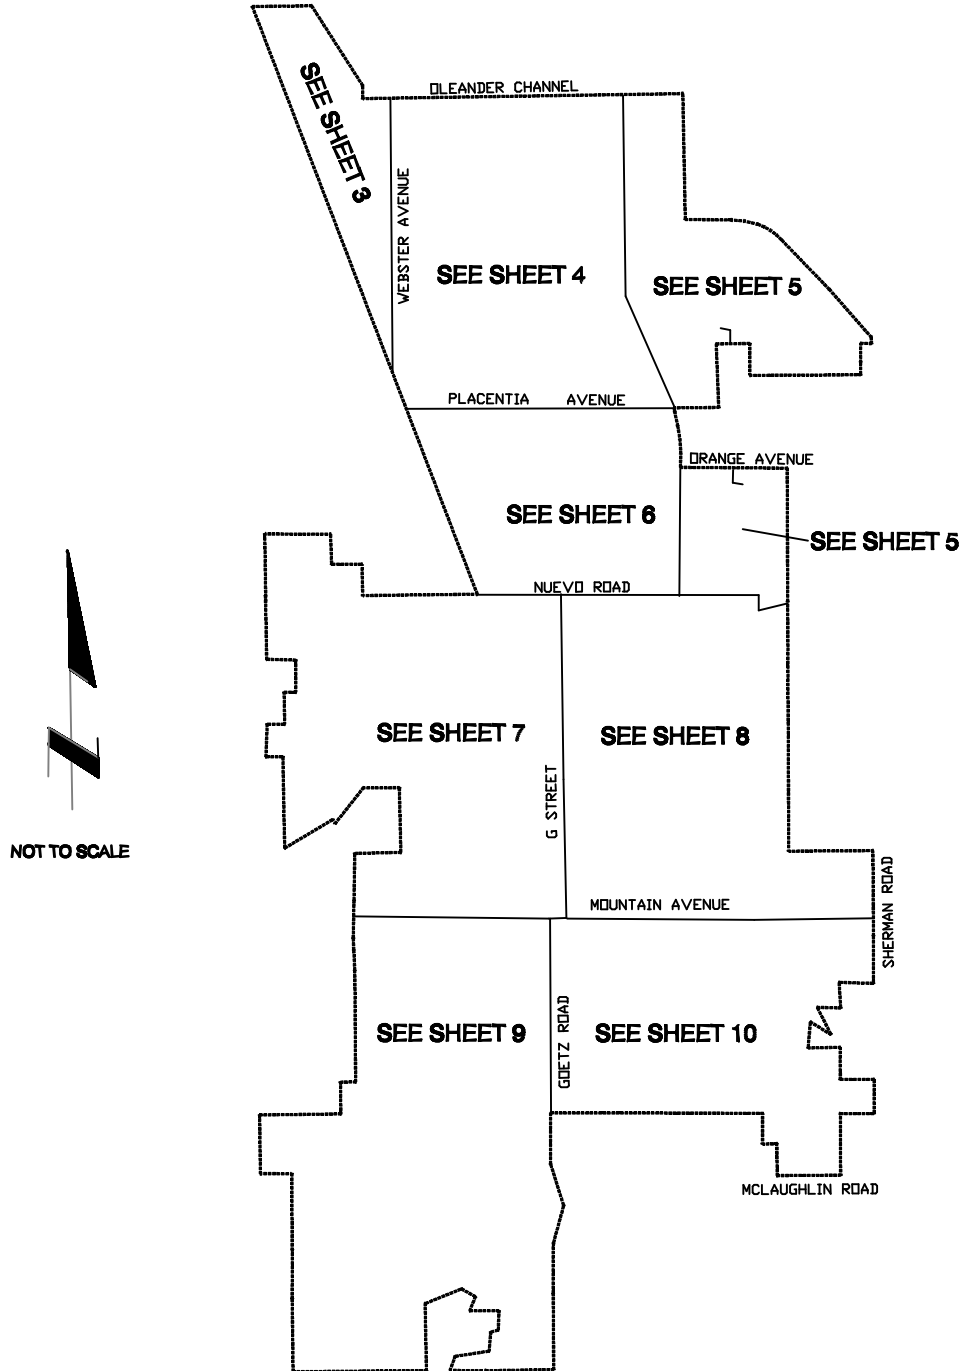 SEE SHEET 3
OLEANDER CHANNEL
WEBSTER AVENUE
SEE SHEET 4
SEE SHEET 5
PLACENTIA AVENUE
ORANGE AVENUE
SEE SHEET 6
SEE SHEET 5
NUEVO ROAD
SEE SHEET 7
SEE SHEET 8
G STREET
NOT TO SCALE
MOUNTAIN AVENUE
SHERMAN ROAD
SEE SHEET 9
GOETZ ROAD
SEE SHEET 10
MCLAUGHLIN ROAD